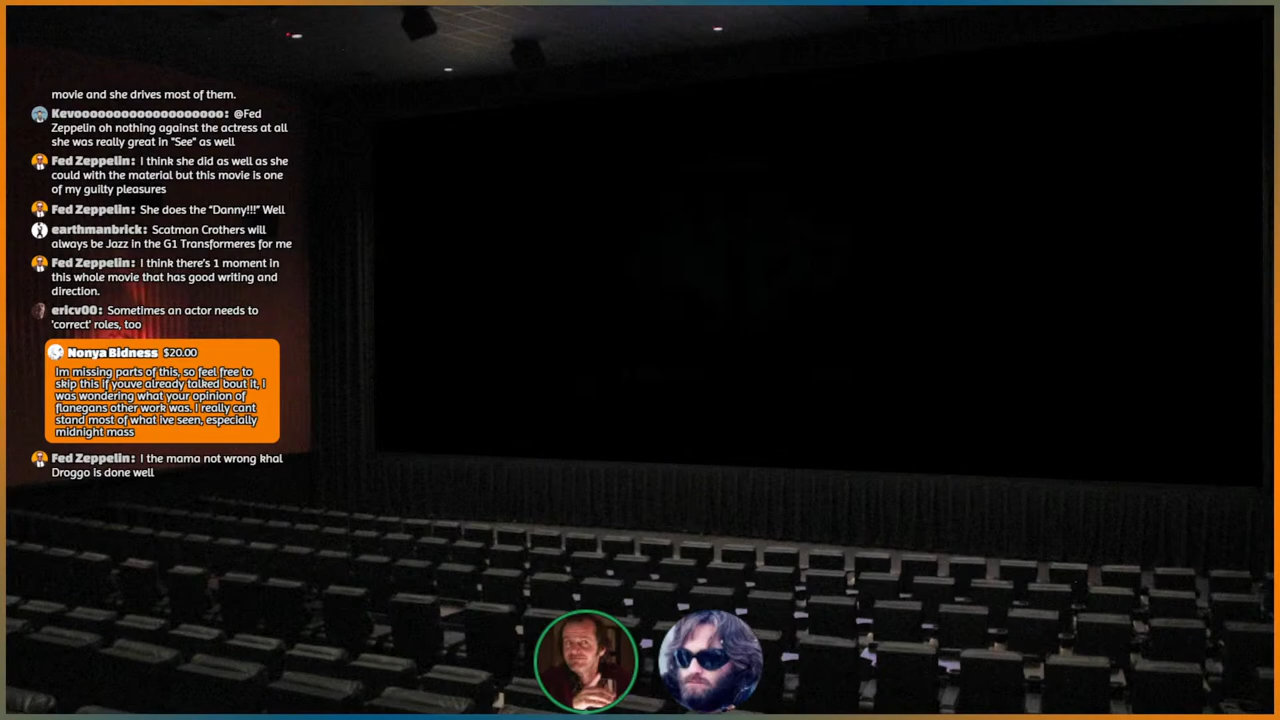 movie and she drives most of them.
Kevooooooooooooooooooo: @Fed
Zeppelin oh nothing against the actress at all
she was really great in "See" as well
Fed Zeppelin: I think she did as well as she
could with the material but this movie is one
of my guilty pleasures
Fed Zeppelin: She does the “Danny!!!” Well
earthmanbrick: Scatman Crothers will
always be Jazz in the G1 Transformeres for me
Fed Zeppelin: I think there’s 1 moment in
this whole movie that has good writing and
direction.
ericv00: Sometimes an actor needs to
'correct' roles, too
Nonya Bidness $20.00
Im missing parts of this, so feel free to
skip this if youve already talked bout it, i
was wondering what your opinion of
flanegans other work was. I really cant
stand most of what ive seen, especially
midnight mass
Fed Zeppelin: I the mama not wrong khal
Droggo is done well